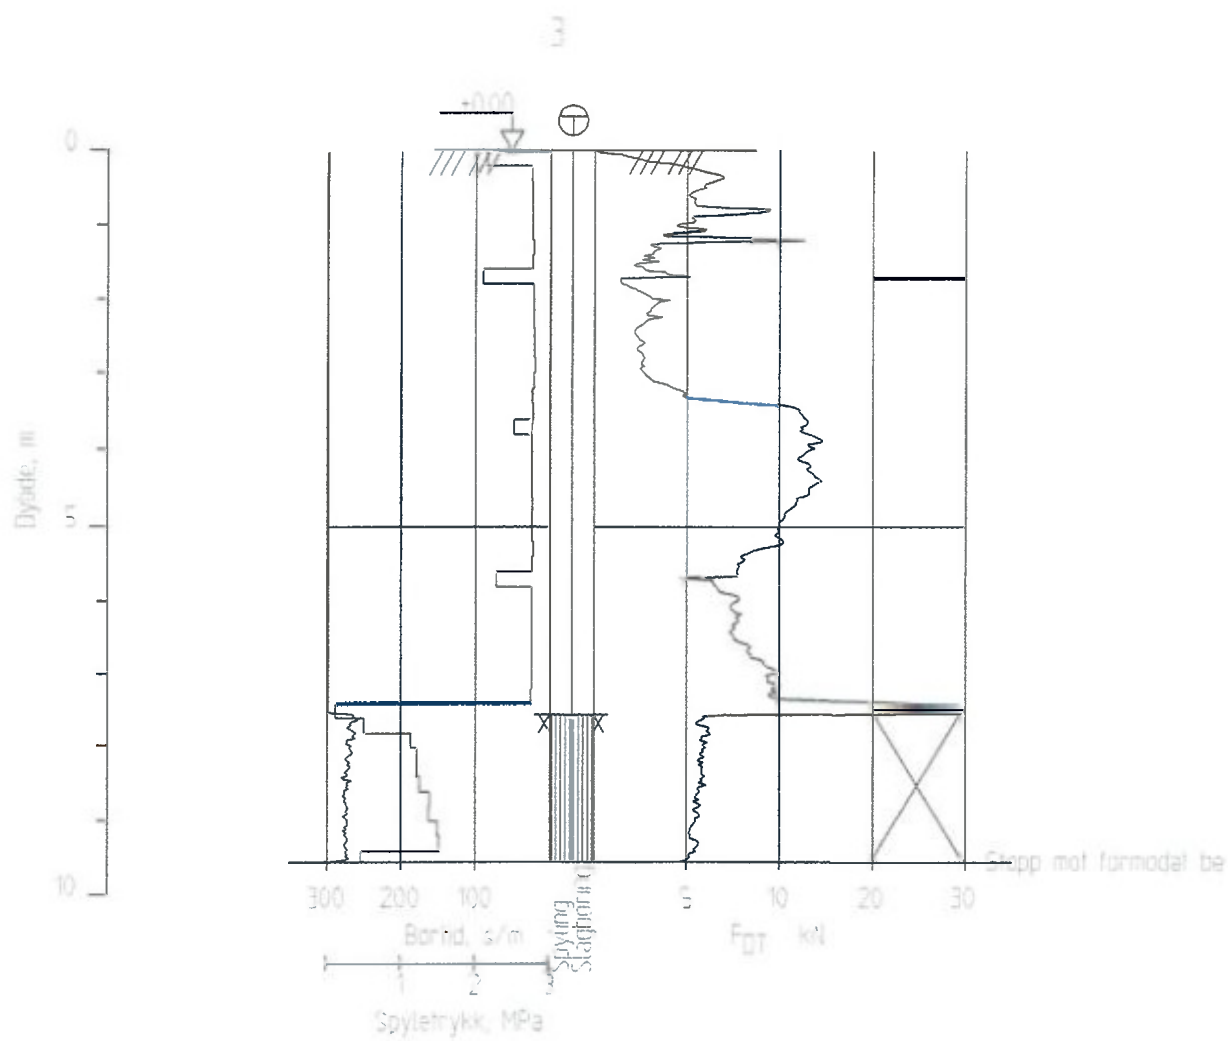 3
+0.00
0
Dybde, m
5
10
Stopp mot formodet be
300 200 100
5 10 20 30
Bortid, s/m
FDT kN
Spyling
Slagboring
1 2 3
Spyletrykk, MPa
X X